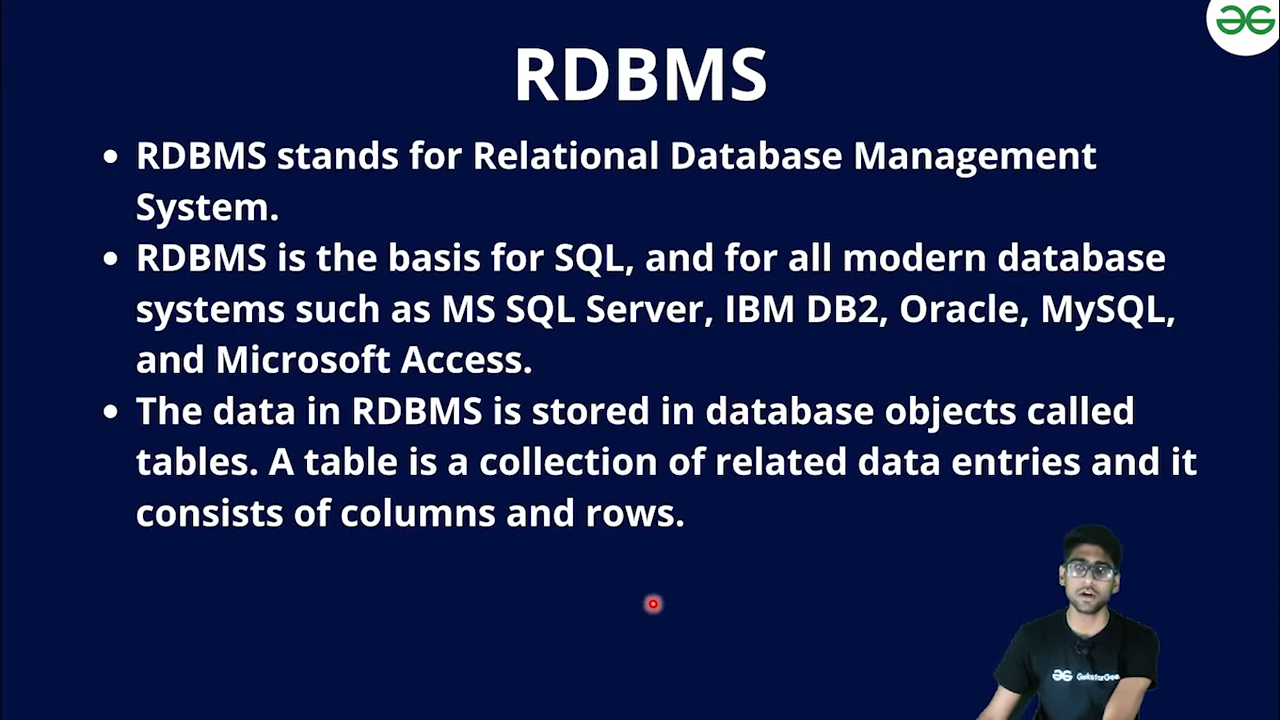 RDBMS
• RDBMS stands for Relational Database Management
System.
• RDBMS is the basis for SQL, and for all modern database
systems such as MS SQL Server, IBM DB2, Oracle, MySQL,
and Microsoft Access.
• The data in RDBMS is stored in database objects called
tables. A table is a collection of related data entries and it
consists of columns and rows.